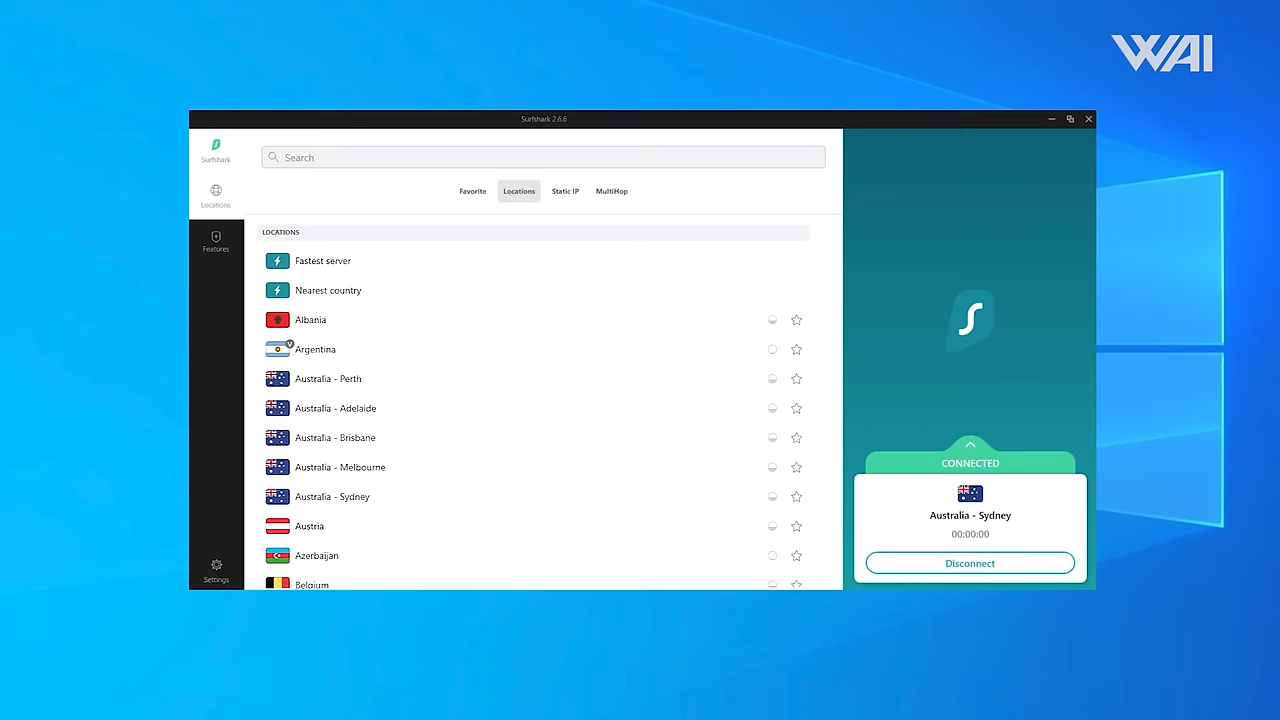 WAI
Surfshark 2.6.6
Surfshark
Locations
Features
Settings
Search
Favorite Locations Static IP MultiHop
LOCATIONS
Fastest server
Nearest country
Albania
V
Argentina
Australia - Perth
Australia - Adelaide
Australia - Brisbane
Australia - Melbourne
Australia - Sydney
Austria
Azerbaijan
Belgium
CONNECTED
Australia - Sydney
00:00:00
Disconnect